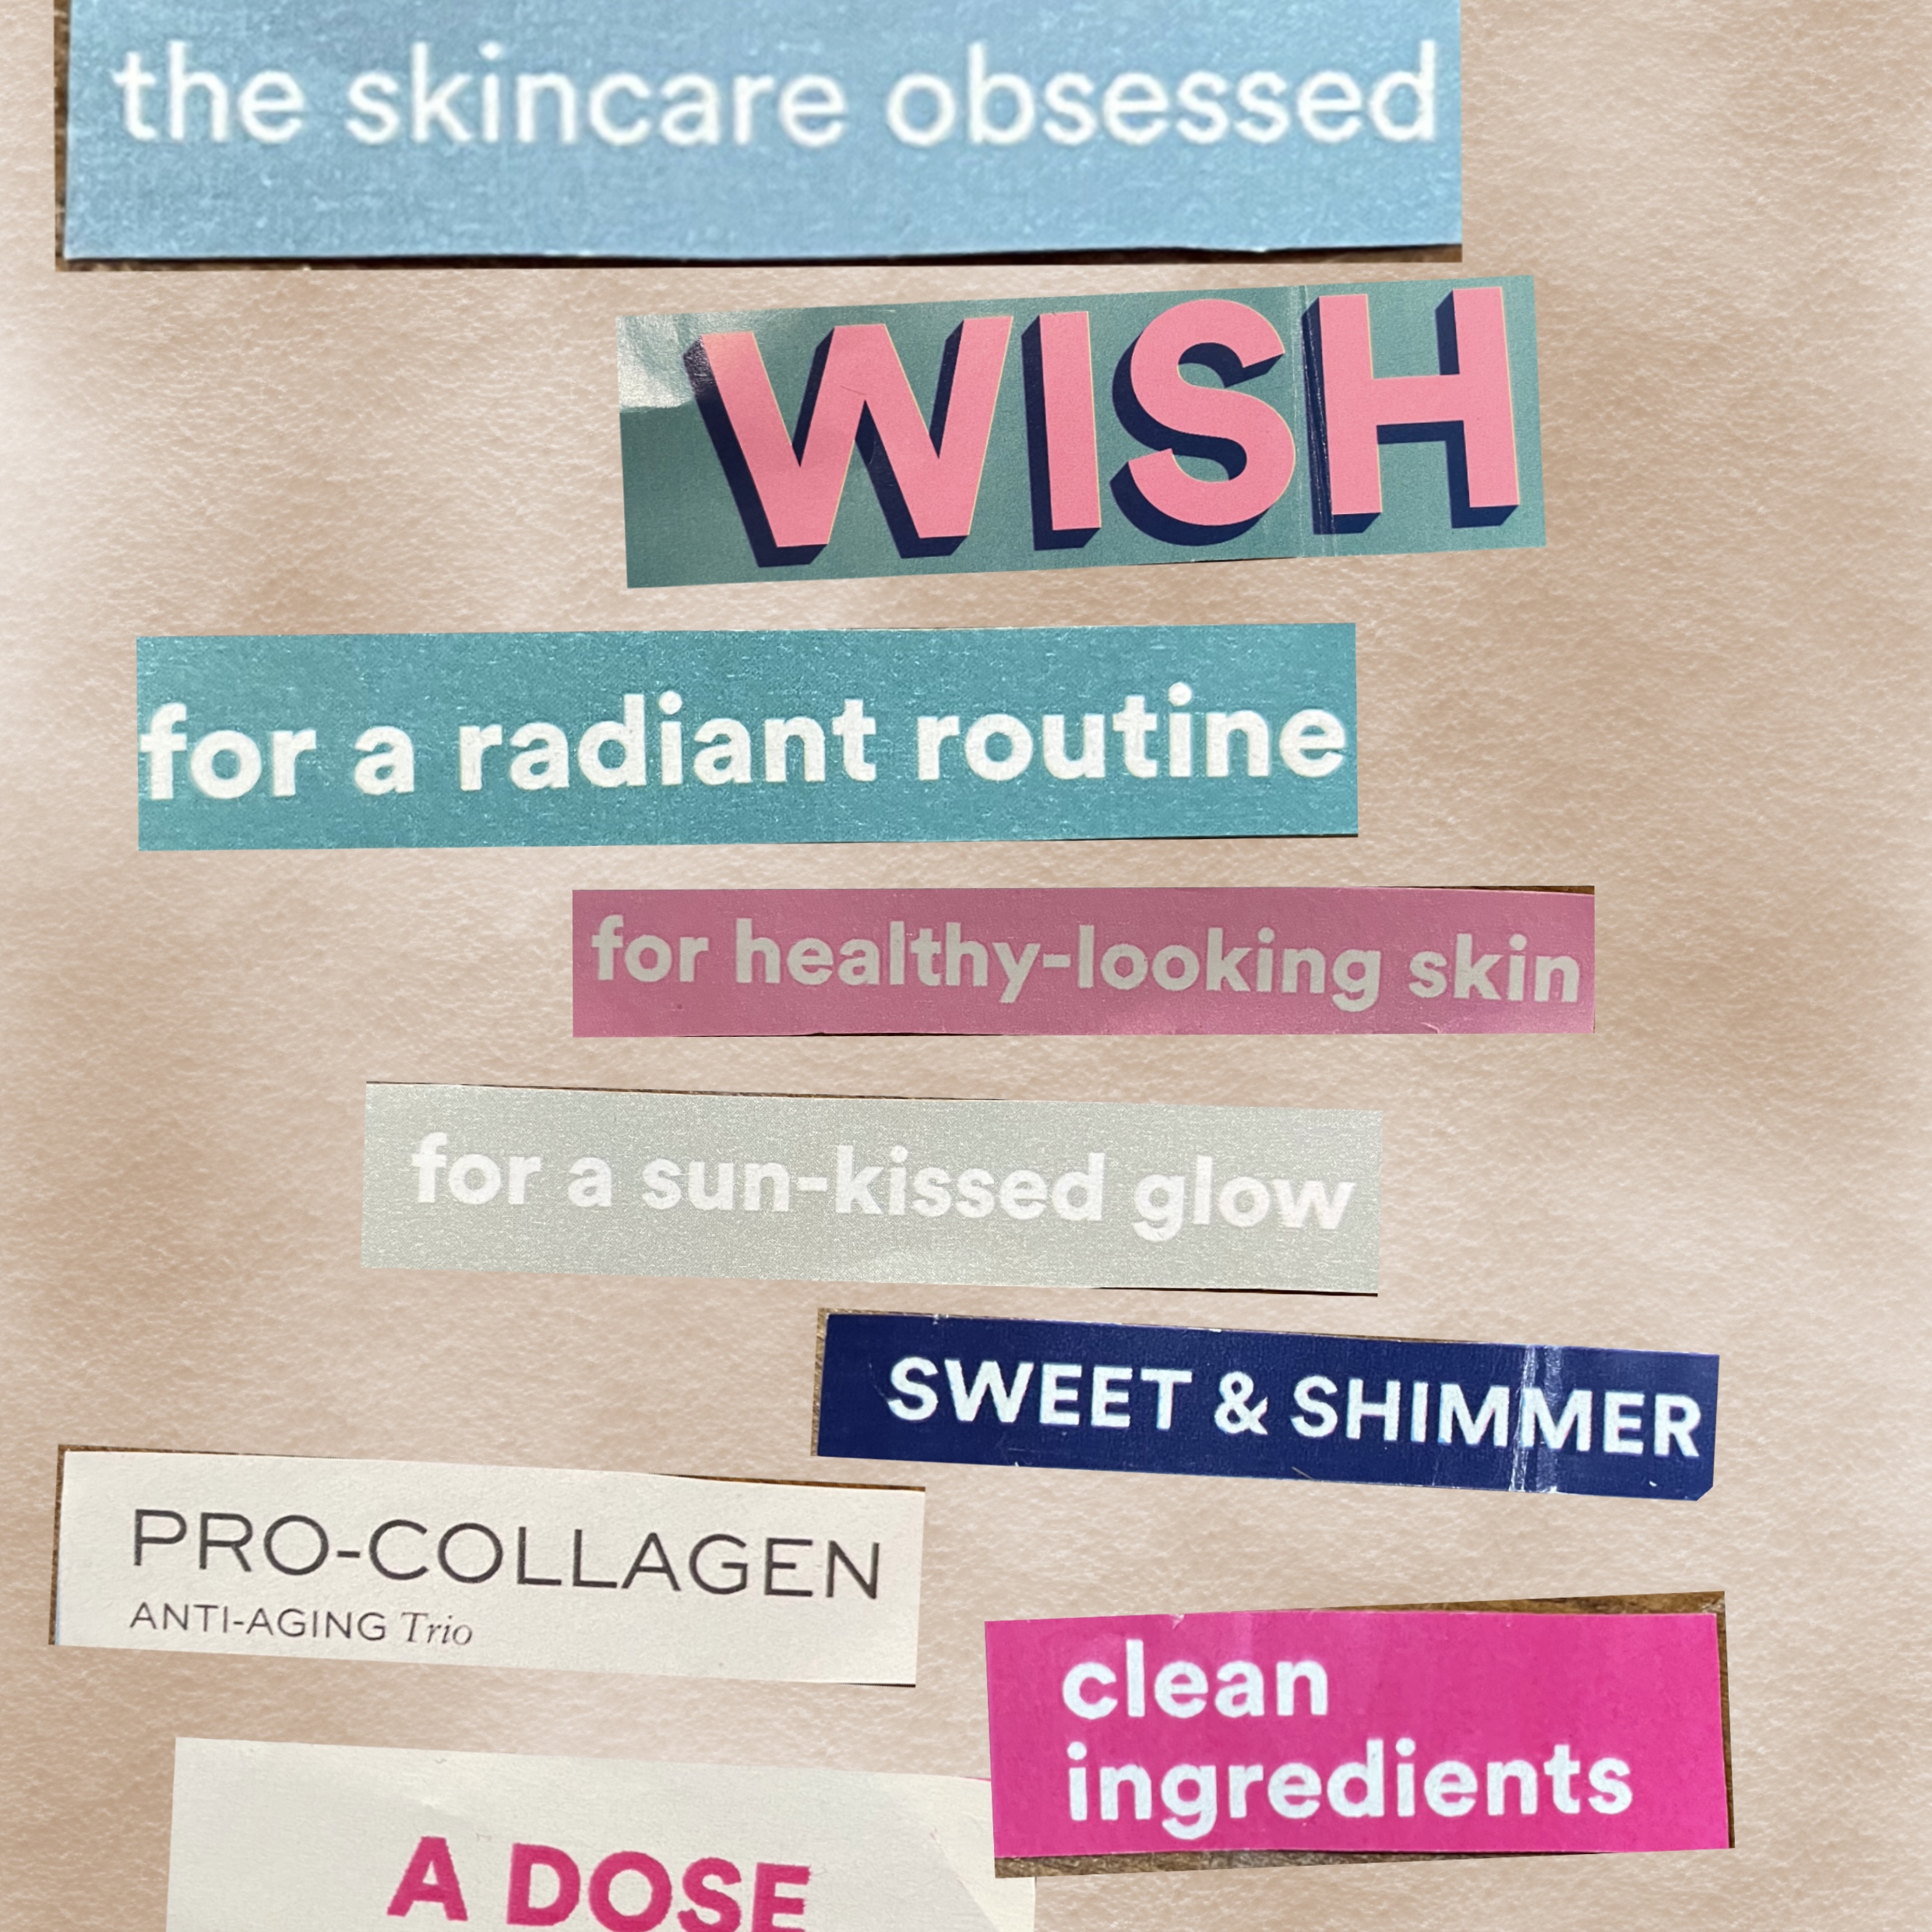 the skincare obsessed
WISH
for a radiant routine
for healthy-looking skin
for a sun-kissed glow
SWEET & SHIMMER
PRO-COLLAGEN
ANTI-AGING Trio
clean
ingredients
A DOSE